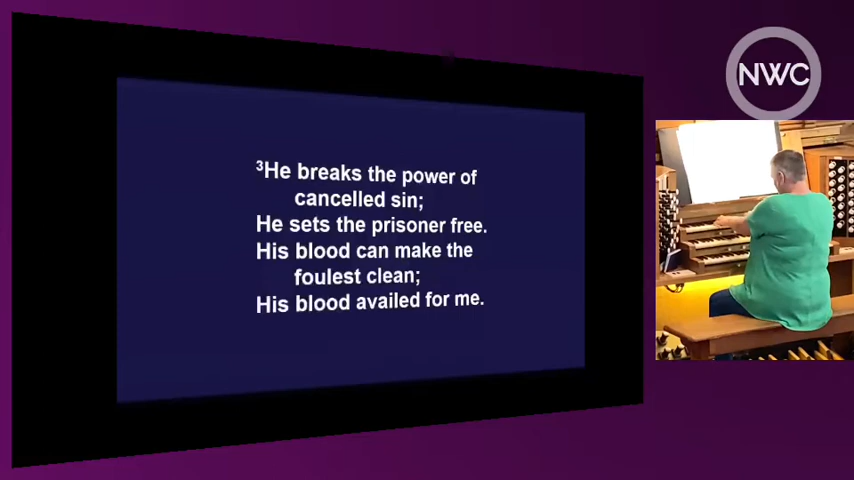 ³He breaks the power of
cancelled sin;
He sets the prisoner free.
His blood can make the
foulest clean;
His blood availed for me.
NWC